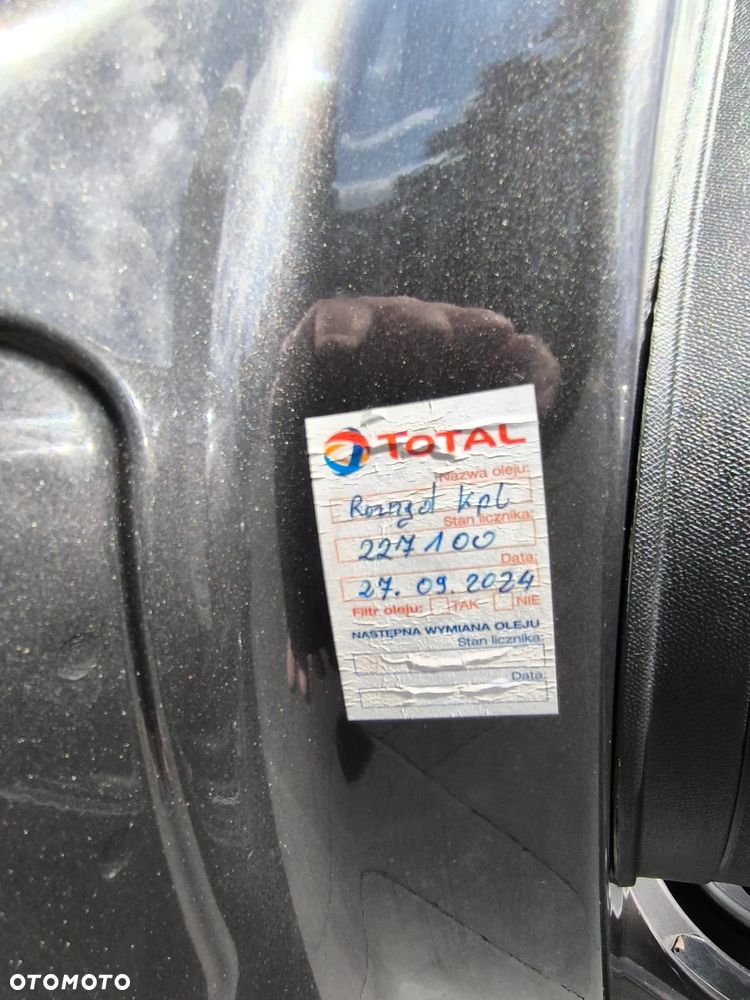 TOTAL
Nazwa oleju:
Rozrząd kpl
Stan licznika:
227100
Data:
27. 09. 2024
Filtr oleju: TAK NIE
NASTĘPNA WYMIANA OLEJU
Stan licznika:
Data:
OTOMOTO